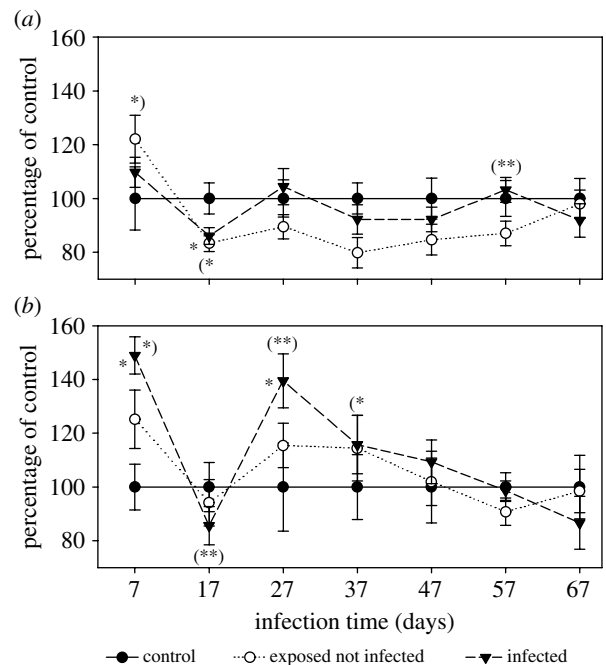 (a)
160
140
120
100
80
percentage of control
*)
*
(*
(**)
(b)
160
140
120
100
80
percentage of control
* *)
(**)
*
(*
(**)
7 17 27 37 47 57 67
infection time (days)
control exposed not infected infected